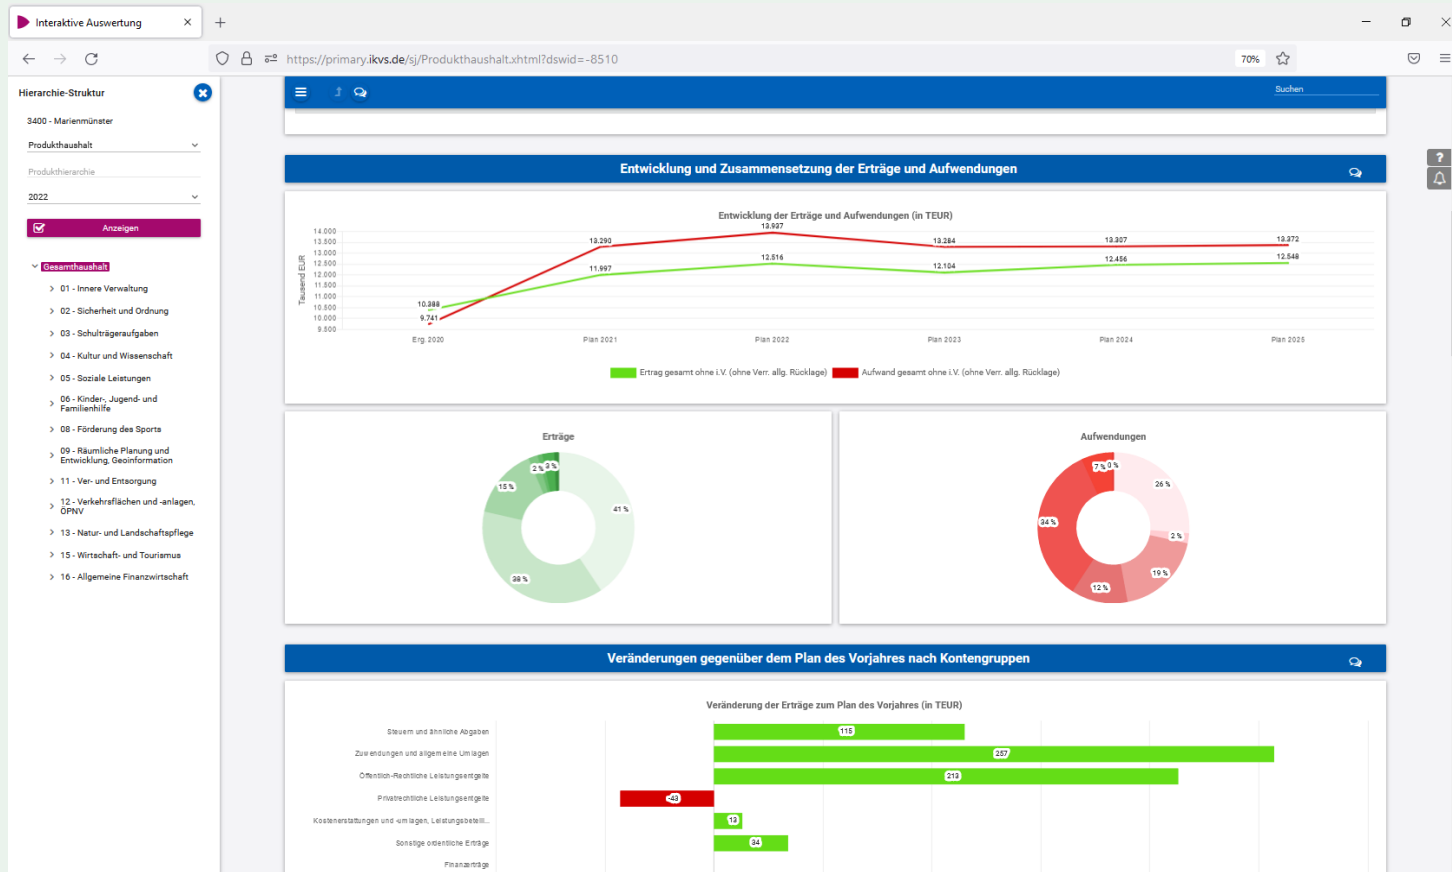 Interaktive Auswertung
https://primary.ikvs.de/sj/Produkthaushalt.xhtml?dswid=-8510
70%
Hierarchie-Struktur
3400 - Marienmünster
Produkthaushalt
Produkthierarchie
2022
Anzeigen
Gesamthaushalt
01 - Innere Verwaltung
02 - Sicherheit und Ordnung
03 - Schulträgeraufgaben
04 - Kultur und Wissenschaft
05 - Soziale Leistungen
06 - Kinder-, Jugend- und
Familienhilfe
08 - Förderung des Sports
09 - Räumliche Planung und
Entwicklung, Geoinformation
11 - Ver- und Entsorgung
12 - Verkehrsflächen und -anlagen,
ÖPNV
13 - Natur- und Landschaftspflege
15 - Wirtschaft- und Tourismus
16 - Allgemeine Finanzwirtschaft
Suchen
?
Entwicklung und Zusammensetzung der Erträge und Aufwendungen
Entwicklung der Erträge und Aufwendungen (in TEUR)
Tausend EUR
14.000
13.500
13.000
12.500
12.000
11.500
11.000
10.500
10.000
9.500
10.388
9.741
13.290
11.997
13.937
12.516
13.284
12.104
13.307
12.456
13.372
12.548
Erg. 2020
Plan 2021
Plan 2022
Plan 2023
Plan 2024
Plan 2025
Ertrag gesamt ohne i.V. (ohne Verr. allg. Rücklage)
Aufwand gesamt ohne i.V. (ohne Verr. allg. Rücklage)
Erträge
2 %
3 %
15 %
41 %
38 %
Aufwendungen
7 %
0 %
26 %
34 %
2 %
19 %
12 %
Veränderungen gegenüber dem Plan des Vorjahres nach Kontengruppen
Veränderung der Erträge zum Plan des Vorjahres (in TEUR)
Steuern und ähnliche Abgaben
115
Zuwendungen und allgemeine Umlagen
257
Öffentlich-Rechtliche Leistungsentgelte
213
Privatrechtliche Leistungsentgelte
-43
Kostenerstattungen und -umlagen, Leistungsbeteili...
13
Sonstige ordentliche Erträge
34
Finanzerträge